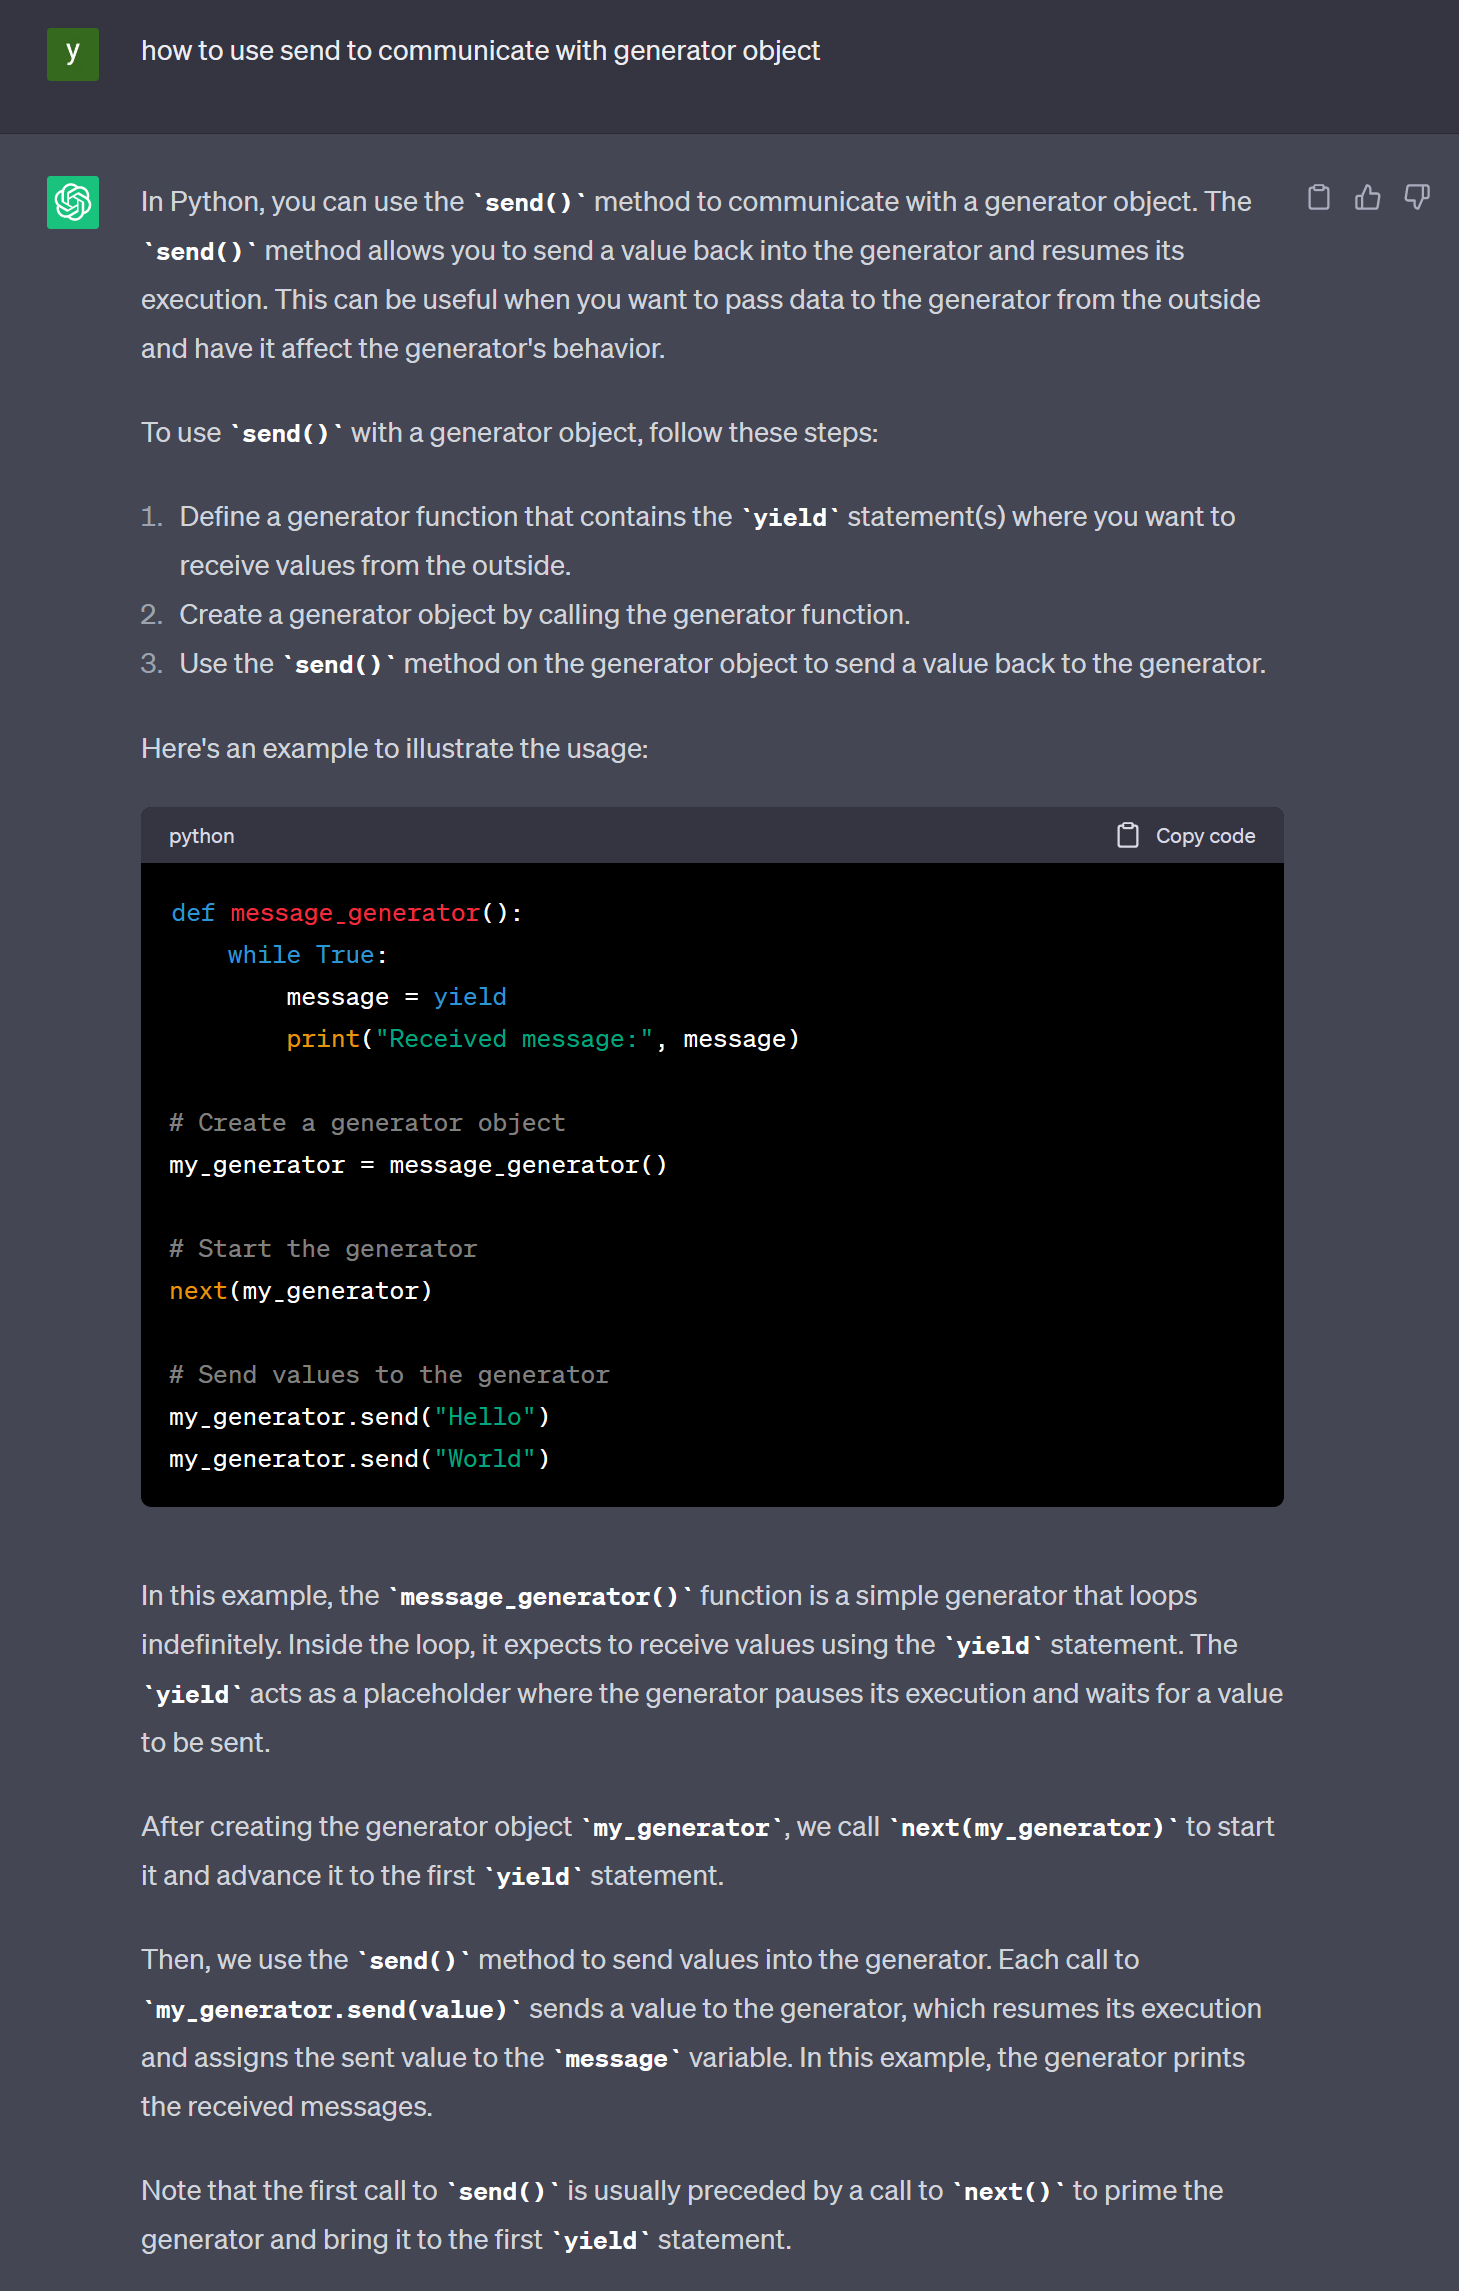 y
how to use send to communicate with generator object
In Python, you can use the `send()` method to communicate with a generator object. The
`send()` method allows you to send a value back into the generator and resumes its
execution. This can be useful when you want to pass data to the generator from the outside
and have it affect the generator's behavior.
To use `send()` with a generator object, follow these steps:
1. Define a generator function that contains the `yield` statement(s) where you want to
receive values from the outside.
2. Create a generator object by calling the generator function.
3. Use the `send()` method on the generator object to send a value back to the generator.
Here's an example to illustrate the usage:
python
Copy code
def message_generator():
    while True:
        message = yield
        print("Received message:", message)
# Create a generator object
my_generator = message_generator()
# Start the generator
next(my_generator)
# Send values to the generator
my_generator.send("Hello")
my_generator.send("World")
In this example, the `message_generator()` function is a simple generator that loops
indefinitely. Inside the loop, it expects to receive values using the `yield` statement. The
`yield` acts as a placeholder where the generator pauses its execution and waits for a value
to be sent.
After creating the generator object `my_generator`, we call `next(my_generator)` to start
it and advance it to the first `yield` statement.
Then, we use the `send()` method to send values into the generator. Each call to
`my_generator.send(value)` sends a value to the generator, which resumes its execution
and assigns the sent value to the `message` variable. In this example, the generator prints
the received messages.
Note that the first call to `send()` is usually preceded by a call to `next()` to prime the
generator and bring it to the first `yield` statement.